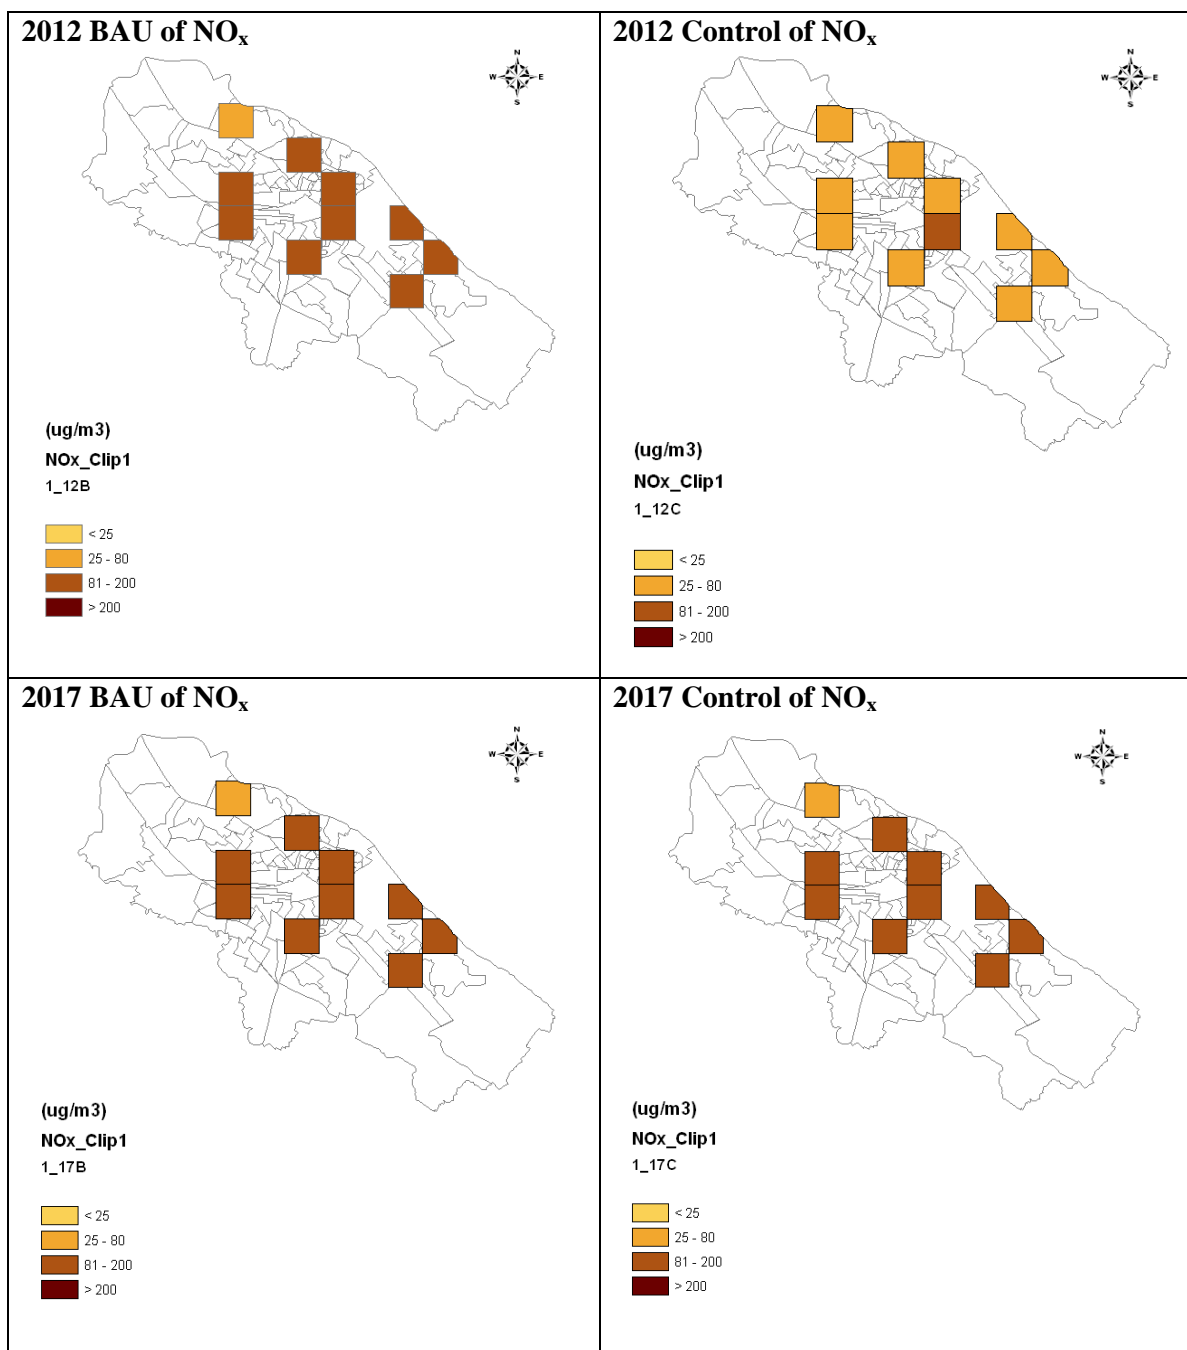 2012 BAU of NOx
N
W E
S
(ug/m3)
NOx_Clip1
1_12B
< 25
25 - 80
81 - 200
> 200
2012 Control of NOx
N
W E
S
(ug/m3)
NOx_Clip1
1_12C
< 25
25 - 80
81 - 200
> 200
2017 BAU of NOx
N
W E
S
(ug/m3)
NOx_Clip1
1_17B
< 25
25 - 80
81 - 200
> 200
2017 Control of NOx
N
W E
S
(ug/m3)
NOx_Clip1
1_17C
< 25
25 - 80
81 - 200
> 200